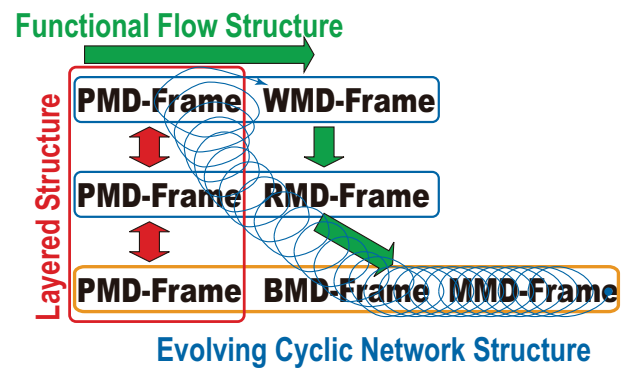 Functional Flow Structure
Layered Structure
PMD-Frame WMD-Frame
PMD-Frame RMD-Frame
PMD-Frame BMD-Frame MMD-Frame
Evolving Cyclic Network Structure